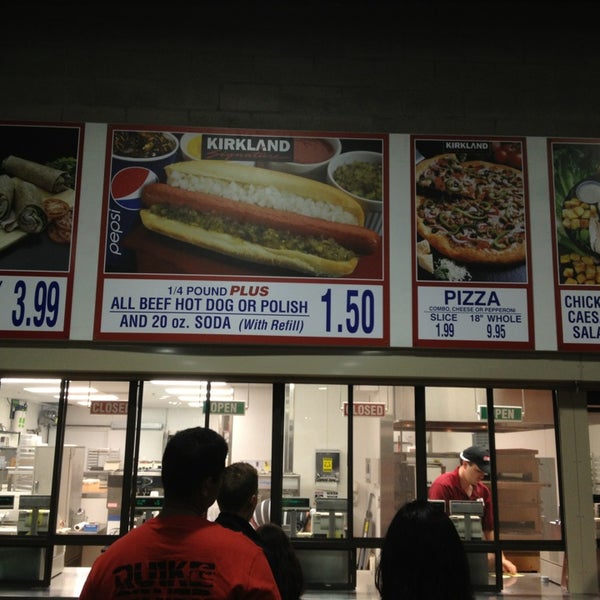 3.99
KIRKLAND
Signature
pepsi
1/4 POUND PLUS
ALL BEEF HOT DOG OR POLISH
AND 20 oz. SODA (With Refill)
1.50
KIRKLAND
PIZZA
COMBO, CHEESE OR PEPPERONI
SLICE 18" WHOLE
1.99 9.95
CHICK
CAES
SALA
CLOSED
OPEN
CLOSED
OPEN
QUIKE